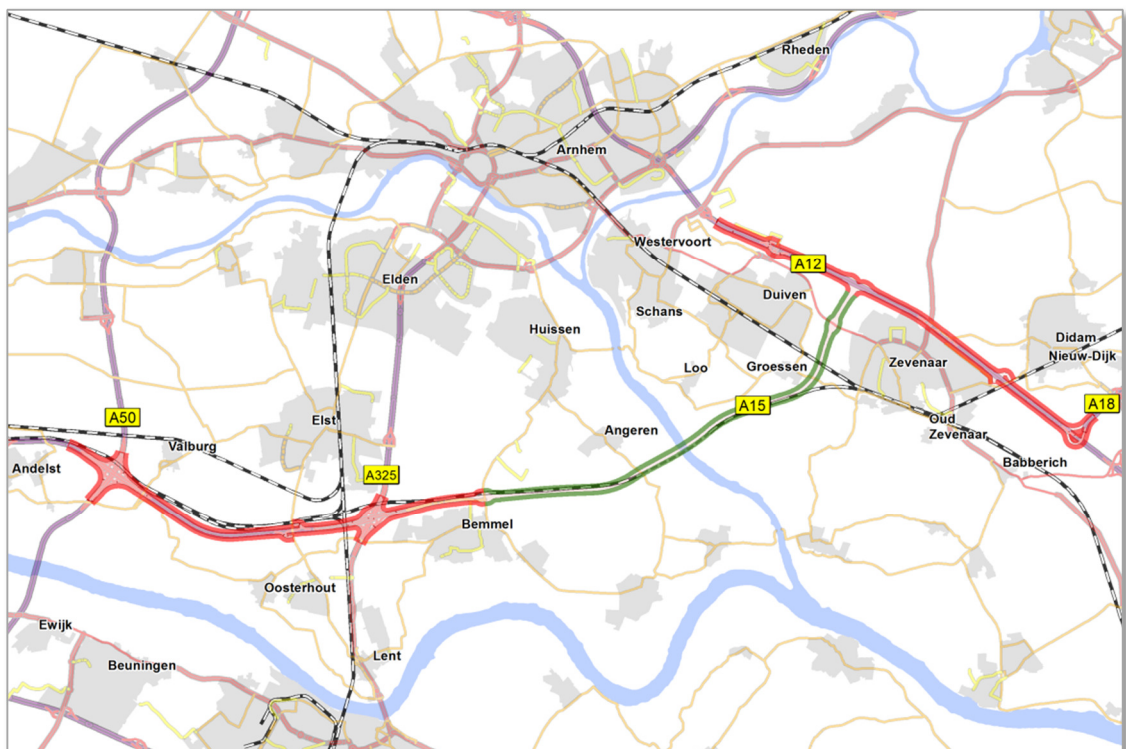 Rheden
Arnhem
Westervoort
A12
Elden
Duiven
Schans
Huissen
Didam
Nieuw-Dijk
Zevenaar
Loo
Groessen
A15
A18
A50
Elst
Oud
Zevenaar
Angeren
Valburg
Andelst
A325
Babberich
Bemmel
Oosterhout
Ewijk
Lent
Beuningen